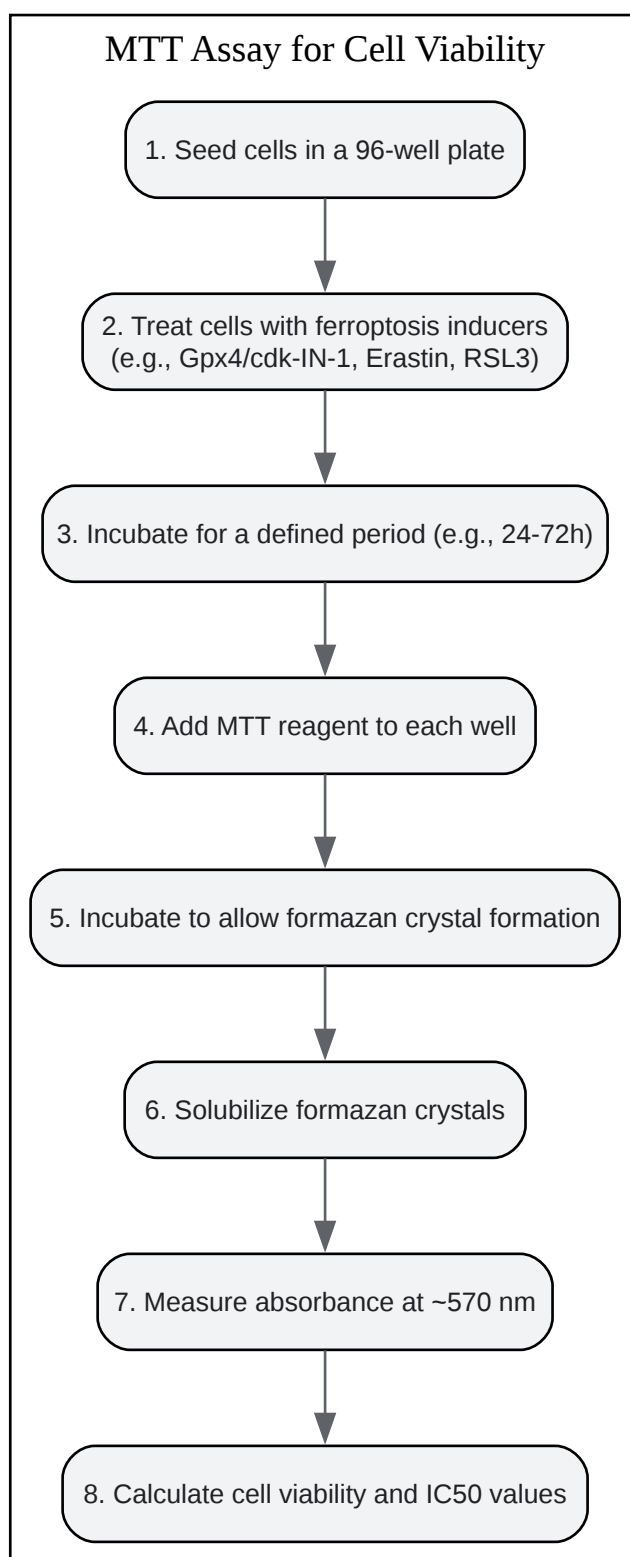 MTT Assay for Cell Viability
1. Seed cells in a 96-well plate
2. Treat cells with ferroptosis inducers
(e.g., Gpx4/cdk-IN-1, Erastin, RSL3)
3. Incubate for a defined period (e.g., 24-72h)
4. Add MTT reagent to each well
5. Incubate to allow formazan crystal formation
6. Solubilize formazan crystals
7. Measure absorbance at ~570 nm
8. Calculate cell viability and IC50 values